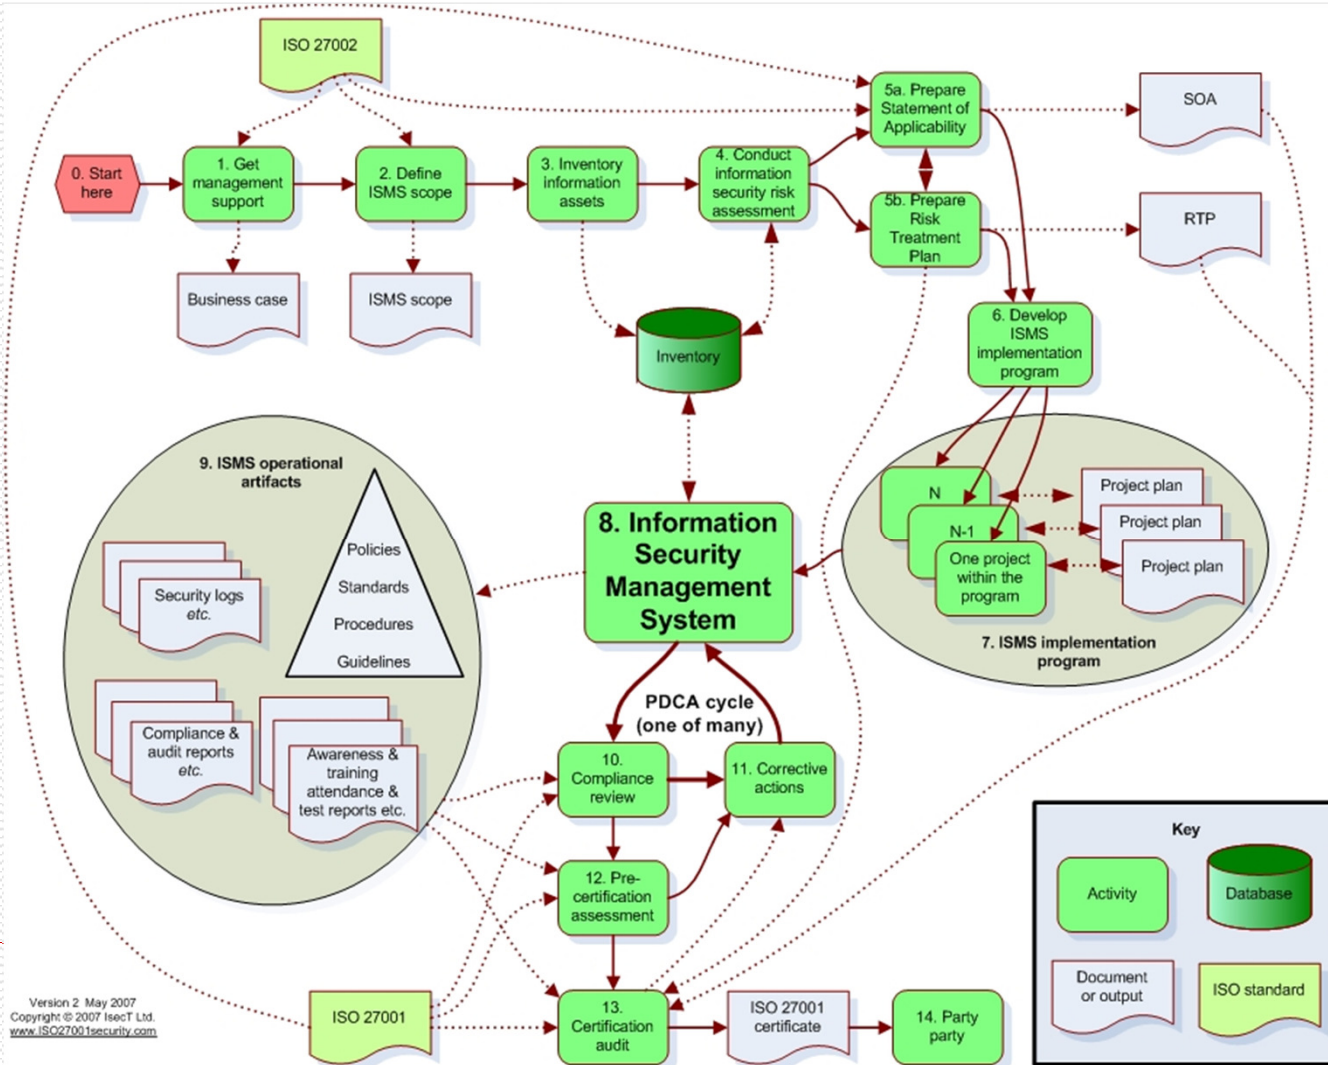 ISO 27002
0. Start
here
1. Get
management
support
2. Define
ISMS scope
3. Inventory
information
assets
4. Conduct
information
security risk
assessment
5a. Prepare
Statement of
Applicability
SOA
5b. Prepare
Risk
Treatment
Plan
RTP
Business case
ISMS scope
Inventory
6. Develop
ISMS
implementation
program
9. ISMS operational
artifacts
Policies
Standards
Procedures
Guidelines
Security logs
etc.
Compliance &
audit reports
etc.
Awareness &
training
attendance &
test reports etc.
8. Information
Security
Management
System
N
N-1
One project
within the
program
Project plan
Project plan
Project plan
7. ISMS implementation
program
PDCA cycle
(one of many)
10.
Compliance
review
11. Corrective
actions
12. Pre-
certification
assessment
13.
Certification
audit
ISO 27001
ISO 27001
certificate
14. Party
party
Key
Activity
Database
Document
or output
ISO standard
Version 2 May 2007
Copyright © 2007 IsecT Ltd.
www.ISO27001security.com